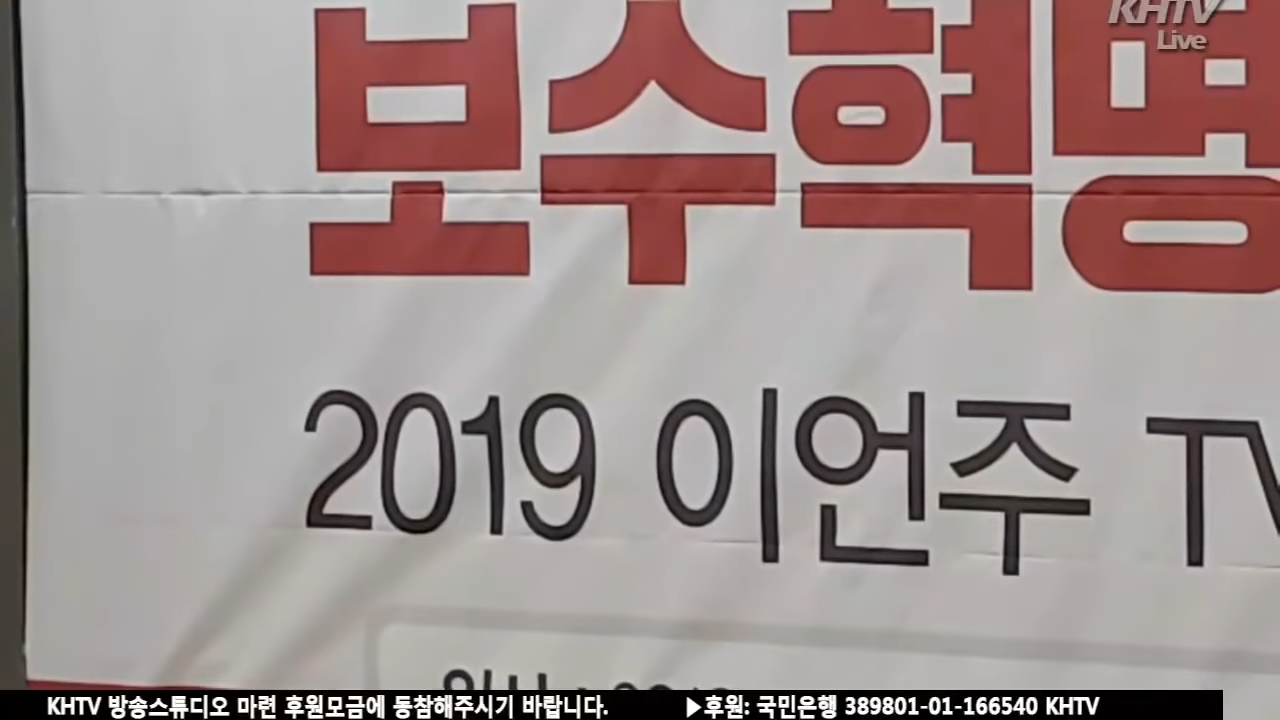 KHTV
Live
보수혁명
2019 이언주 TV
KHTV 방송스튜디오 마련 후원모금에 동참해주시기 바랍니다. ▶후원: 국민은행 389801-01-166540 KHTV